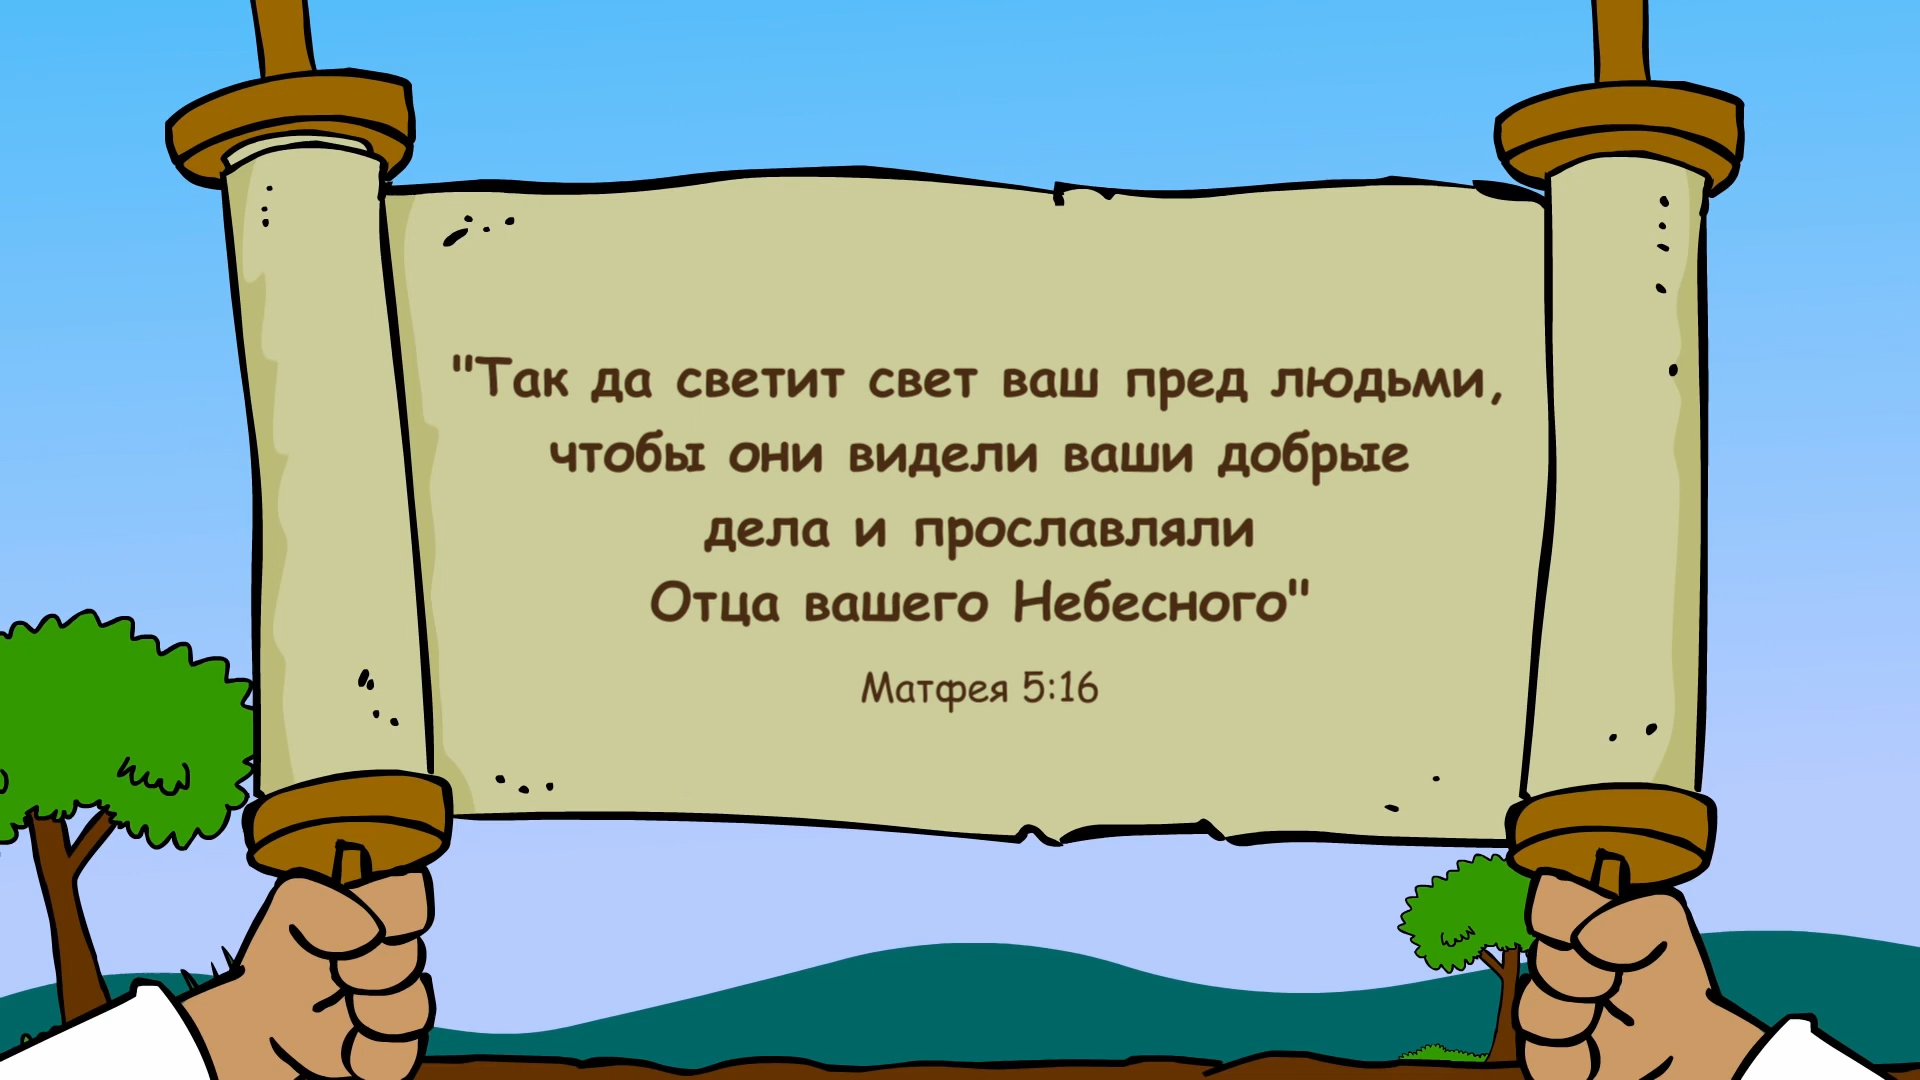 "Так да светит свет ваш пред людьми,
чтобы они видели ваши добрые
дела и прославляли
Отца вашего Небесного"
Матфея 5:16